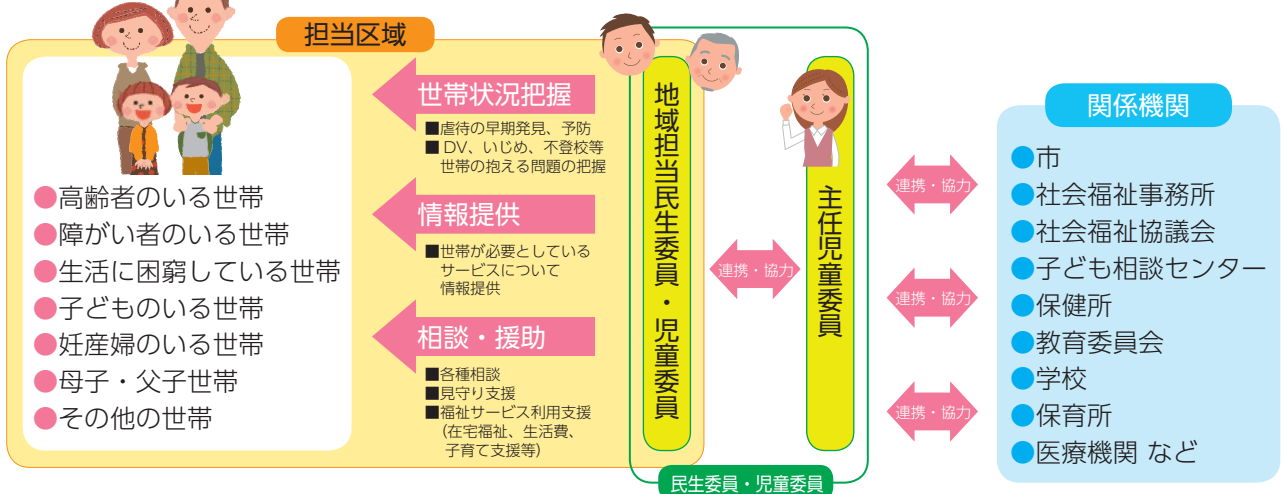 担当区域
●高齢者のいる世帯
●障がい者のいる世帯
●生活に困窮している世帯
●子どものいる世帯
●妊産婦のいる世帯
●母子・父子世帯
●その他の世帯
世帯状況把握
■虐待の早期発見、予防
■DV、いじめ、不登校等
世帯の抱える問題の把握
情報提供
■世帯が必要としている
サービスについて
情報提供
相談・援助
■各種相談
■見守り支援
■福祉サービス利用支援
(在宅福祉、生活費、
子育て支援等)
地域担当民生委員・児童委員
連携・協力
主任児童委員
民生委員・児童委員
連携・協力
連携・協力
連携・協力
関係機関
●市
●社会福祉事務所
●社会福祉協議会
●子ども相談センター
●保健所
●教育委員会
●学校
●保育所
●医療機関 など